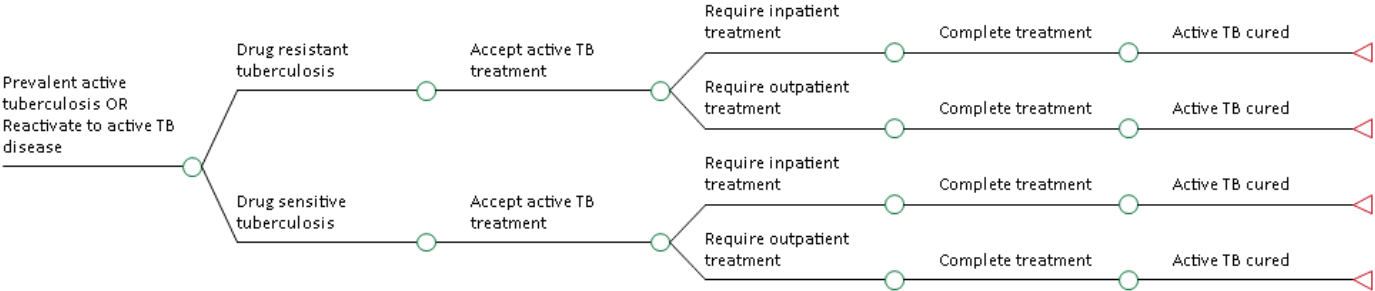 Prevalent active
tuberculosis OR
Reactivate to active TB
disease
Drug resistant
tuberculosis
Accept active TB
treatment
Require inpatient
treatment
Complete treatment
Active TB cured
Require outpatient
treatment
Complete treatment
Active TB cured
Drug sensitive
tuberculosis
Accept active TB
treatment
Require inpatient
treatment
Complete treatment
Active TB cured
Require outpatient
treatment
Complete treatment
Active TB cured